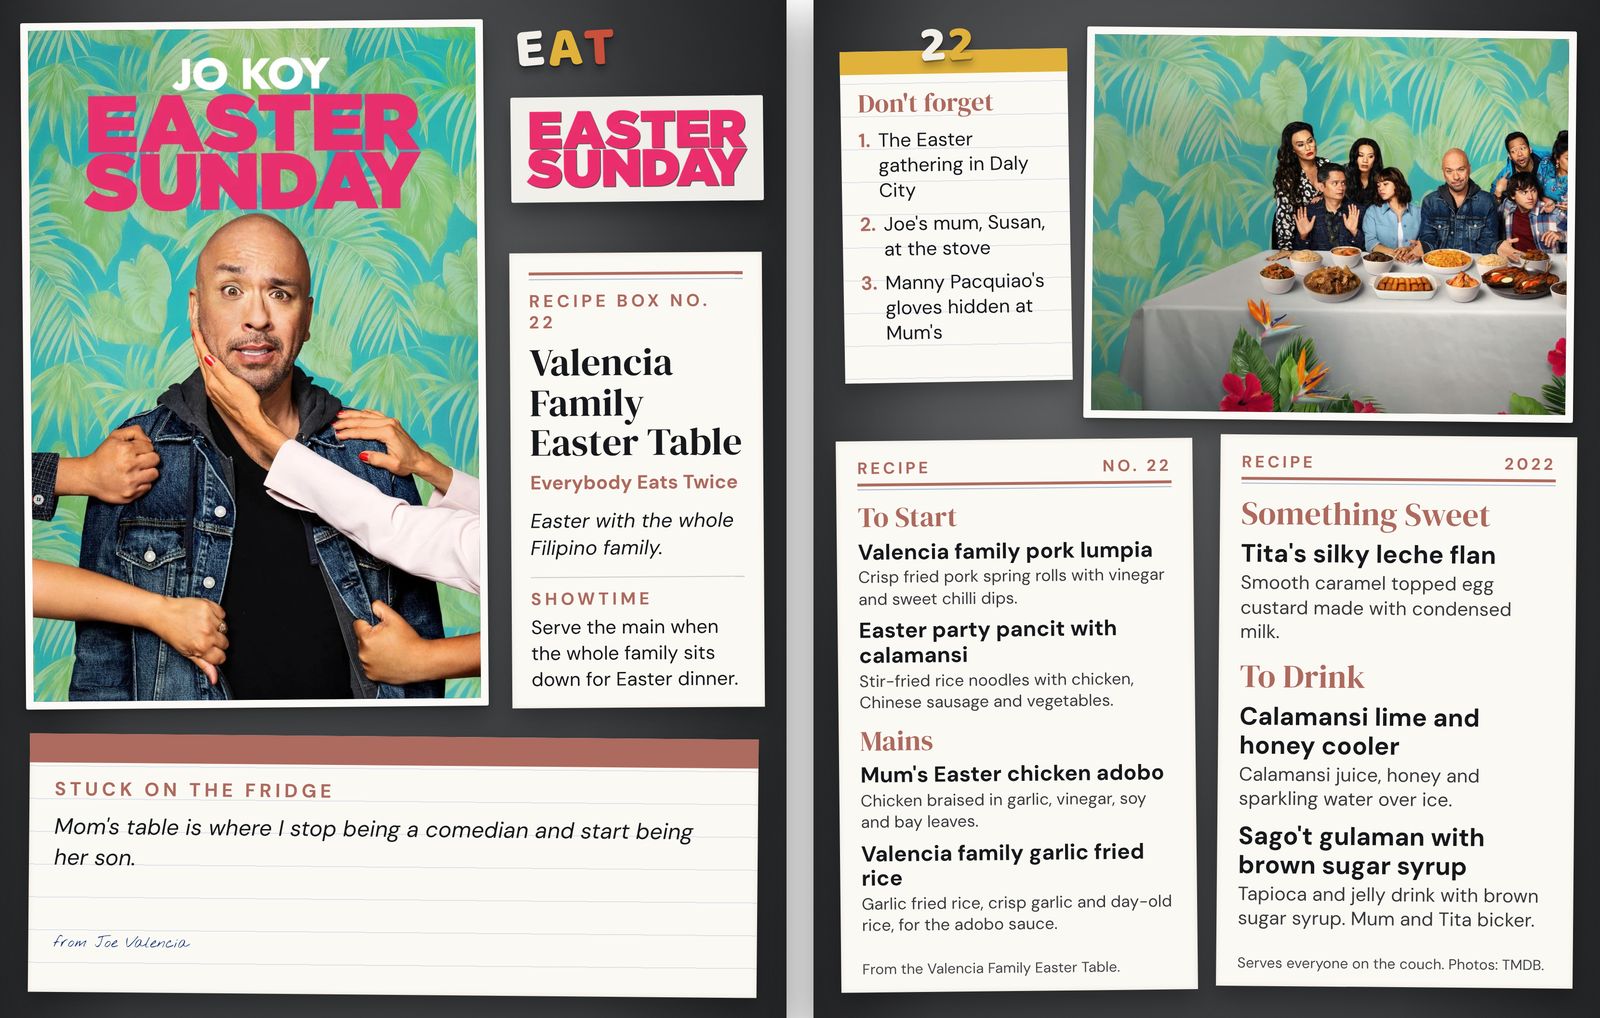 JO KOY
EASTER
SUNDAY
EAT
EASTER
SUNDAY
RECIPE BOX NO.
22
Valencia
Family
Easter Table
Everybody Eats Twice
Easter with the whole
Filipino family.
SHOWTIME
Serve the main when
the whole family sits
down for Easter dinner.
STUCK ON THE FRIDGE
Mom's table is where I stop being a comedian and start being
her son.
from Joe Valencia
22
Don't forget
1. The Easter
gathering in Daly
City
2. Joe's mum, Susan,
at the stove
3. Manny Pacquiao's
gloves hidden at
Mum's
RECIPE NO. 22
To Start
Valencia family pork lumpia
Crisp fried pork spring rolls with vinegar
and sweet chilli dips.
Easter party pancit with
calamansi
Stir-fried rice noodles with chicken,
Chinese sausage and vegetables.
Mains
Mum's Easter chicken adobo
Chicken braised in garlic, vinegar, soy
and bay leaves.
Valencia family garlic fried
rice
Garlic fried rice, crisp garlic and day-old
rice, for the adobo sauce.
From the Valencia Family Easter Table.
RECIPE 2022
Something Sweet
Tita's silky leche flan
Smooth caramel topped egg
custard made with condensed
milk.
To Drink
Calamansi lime and
honey cooler
Calamansi juice, honey and
sparkling water over ice.
Sago't gulaman with
brown sugar syrup
Tapioca and jelly drink with brown
sugar syrup. Mum and Tita bicker.
Serves everyone on the couch. Photos: TMDB.